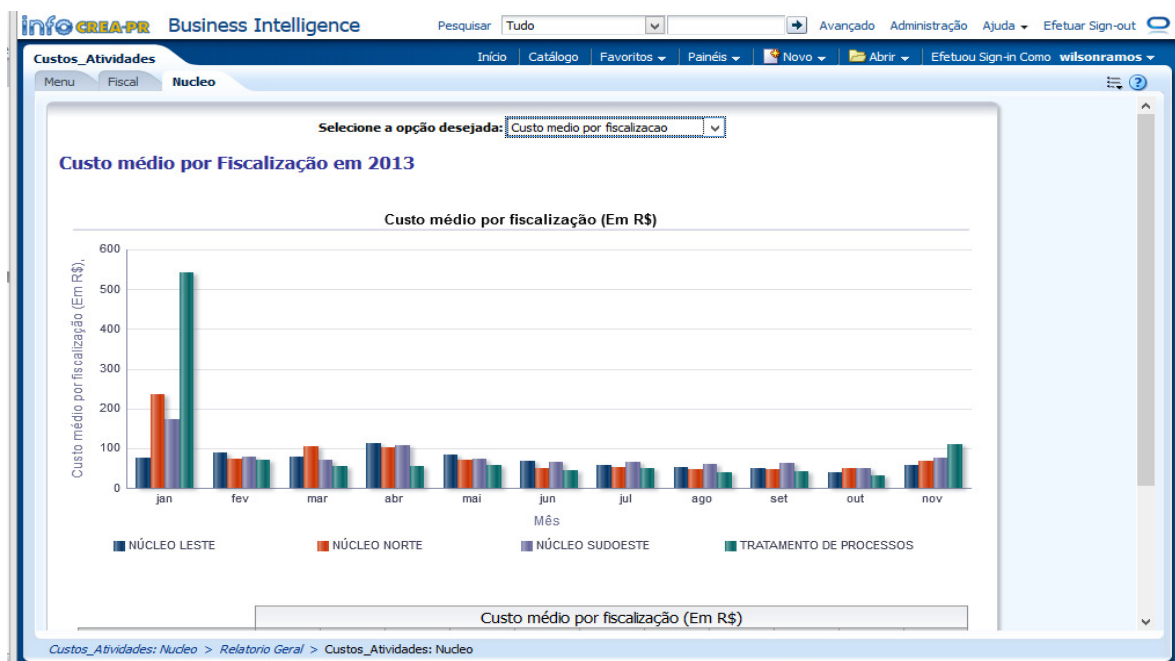 info CREA-PR Business Intelligence Pesquisar Tudo Avançado Administração Ajuda Efetuar Sign-out
Custos_Atividades Início Catálogo Favoritos Painéis Novo Abrir Efetuou Sign-in Como wilsonramos
Menu Fiscal Nucleo
Selecione a opção desejada: Custo medio por fiscalizacao
Custo médio por Fiscalização em 2013
Custo médio por fiscalização (Em R$)
Custo médio por fiscalização (Em R$),
600
500
400
300
200
100
0
jan fev mar abr mai jun jul ago set out nov
Mês
NÚCLEO LESTE NÚCLEO NORTE NÚCLEO SUDOESTE TRATAMENTO DE PROCESSOS
Custo médio por fiscalização (Em R$)
Custos_Atividades: Nucleo > Relatorio Geral > Custos_Atividades: Nucleo